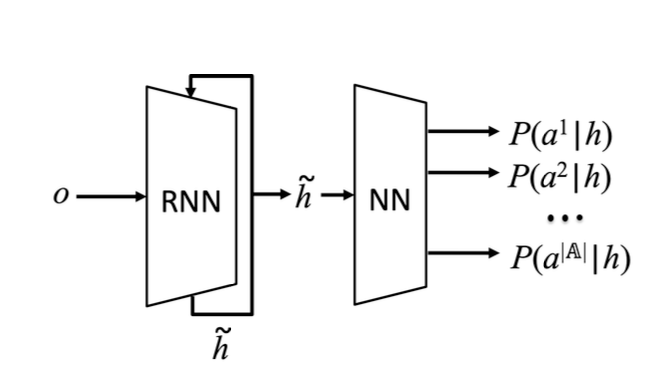 P(a¹|h)
o RNN h̃ NN P(a²|h)
...
P(a^|𝔸||h)
h̃